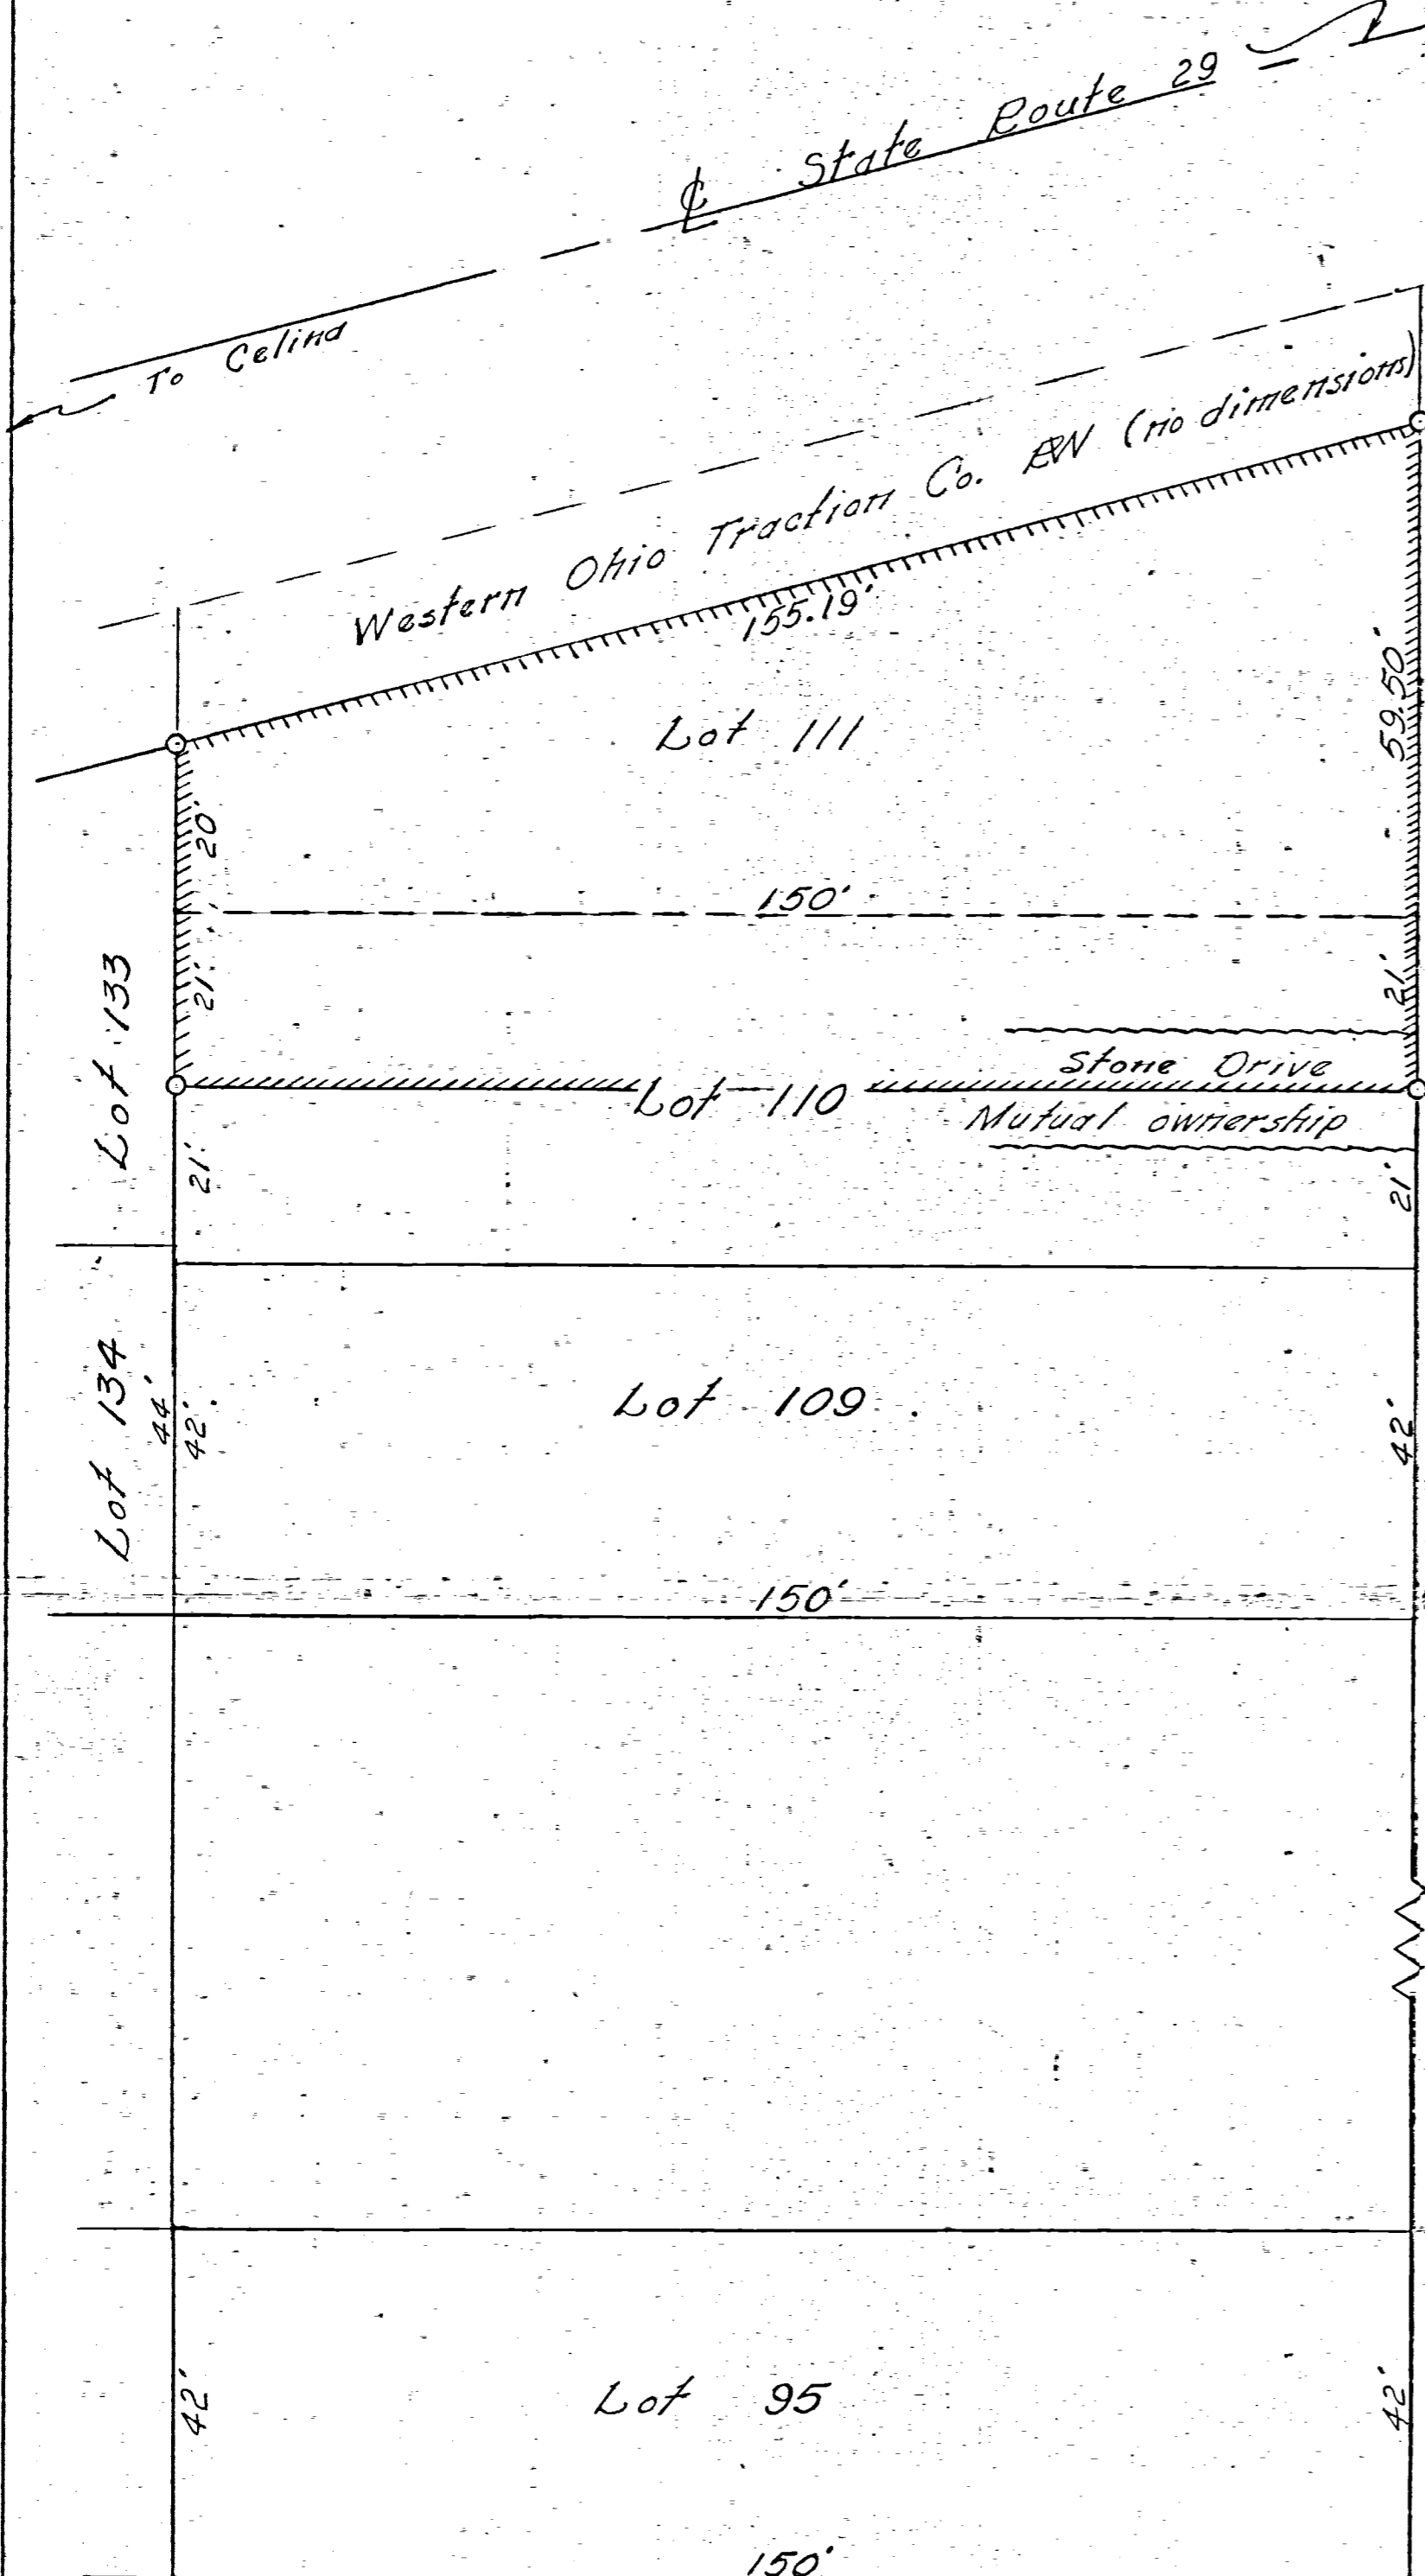 ℄ State Route 29
To Celina
Western Ohio Traction Co. RW (no dimensions)
155.19'
59.50'
Lot 111
20'
150'
Lot 133
21'
21'
Stone Drive
Lot 110
Mutual ownership
21'
21'
Lot 134
44'
42'
Lot 109
42'
150'
42'
Lot 95
42'
150'